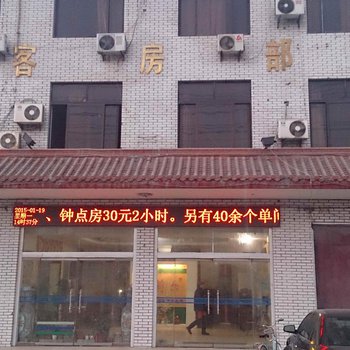 客房部
2015-01-19
星期一
14时37分
、钟点房30元2小时。另有40余个单间